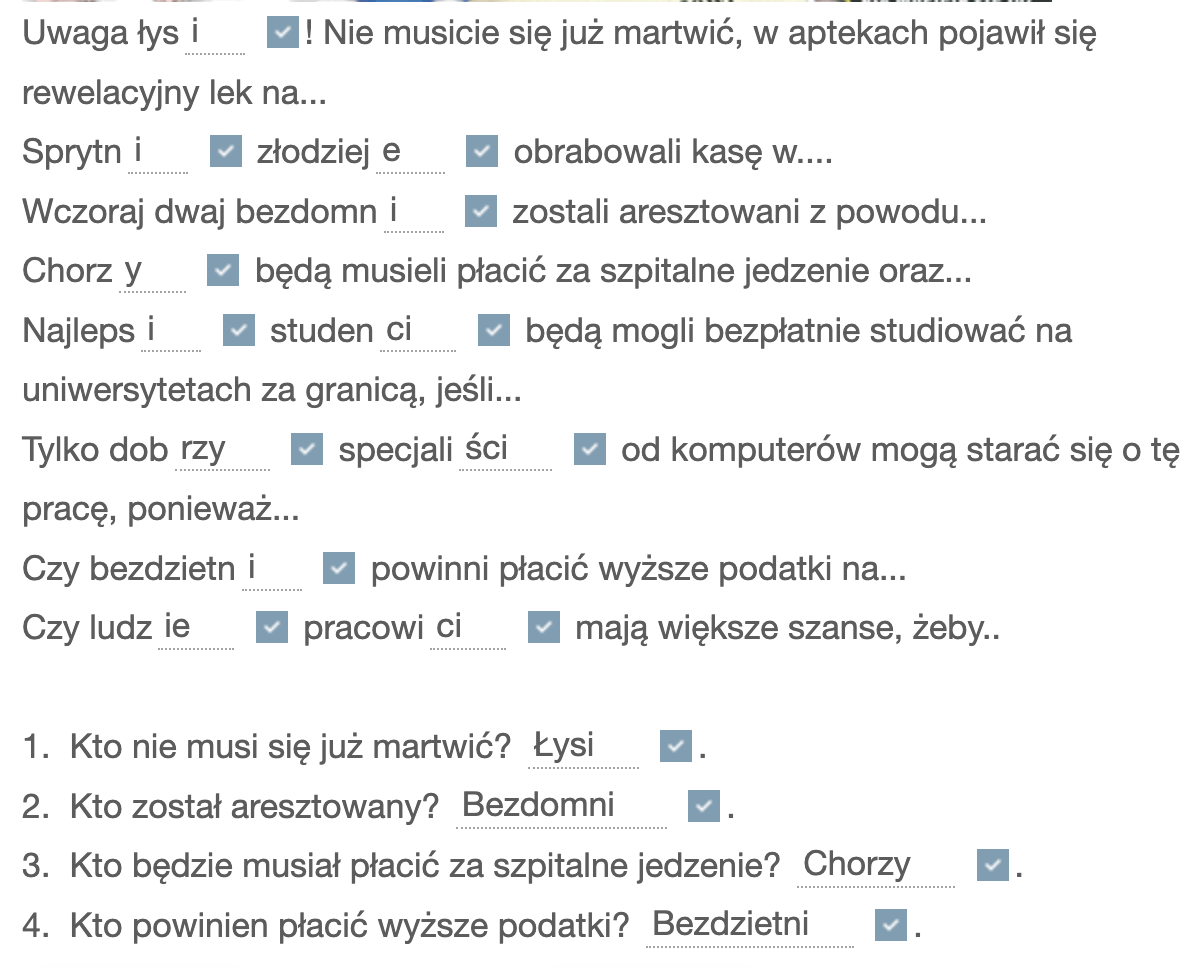 Uwaga łys i ! Nie musicie się już martwić, w aptekach pojawił się
rewelacyjny lek na...
Sprytn i złodziej e obrabowali kasę w....
Wczoraj dwaj bezdomn i zostali aresztowani z powodu...
Chorz y będą musieli płacić za szpitalne jedzenie oraz...
Najleps i studen ci będą mogli bezpłatnie studiować na
uniwersytetach za granicą, jeśli...
Tylko dob rzy specjali ści od komputerów mogą starać się o tę
pracę, ponieważ...
Czy bezdzietn i powinni płacić wyższe podatki na...
Czy ludz ie pracowi ci mają większe szanse, żeby..
1. Kto nie musi się już martwić? Łysi .
2. Kto został aresztowany? Bezdomni .
3. Kto będzie musiał płacić za szpitalne jedzenie? Chorzy .
4. Kto powinien płacić wyższe podatki? Bezdzietni .